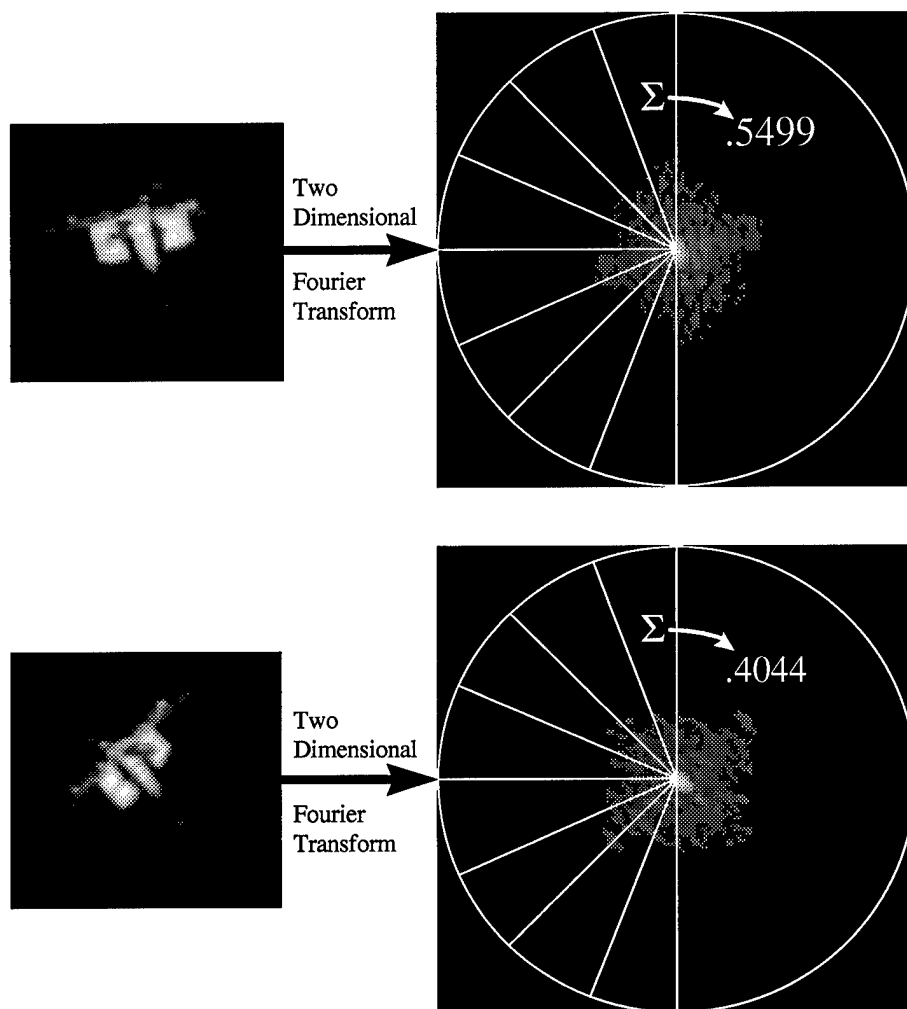 Σ
.5499
Two
Dimensional
Fourier
Transform
Σ
.4044
Two
Dimensional
Fourier
Transform